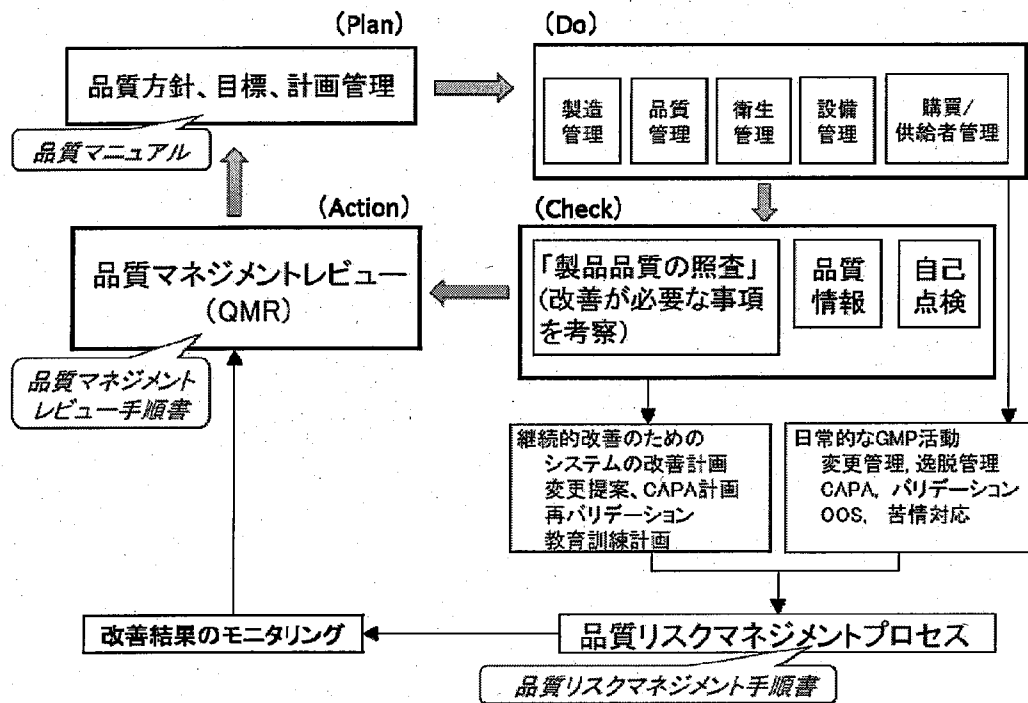 (Plan)
品質方針、目標、計画管理
品質マニュアル
(Do)
製造
管理
品質
管理
衛生
管理
設備
管理
購買/
供給者管理
(Check)
「製品品質の照査」
(改善が必要な事項
を考察)
品質
情報
自己
点検
(Action)
品質マネジメントレビュー
(QMR)
品質マネジメント
レビュー手順書
継続的改善のための
システムの改善計画
変更提案、CAPA計画
再バリデーション
教育訓練計画
日常的なGMP活動
変更管理,逸脱管理
CAPA, バリデーション
OOS, 苦情対応
改善結果のモニタリング
品質リスクマネジメントプロセス
品質リスクマネジメント手順書